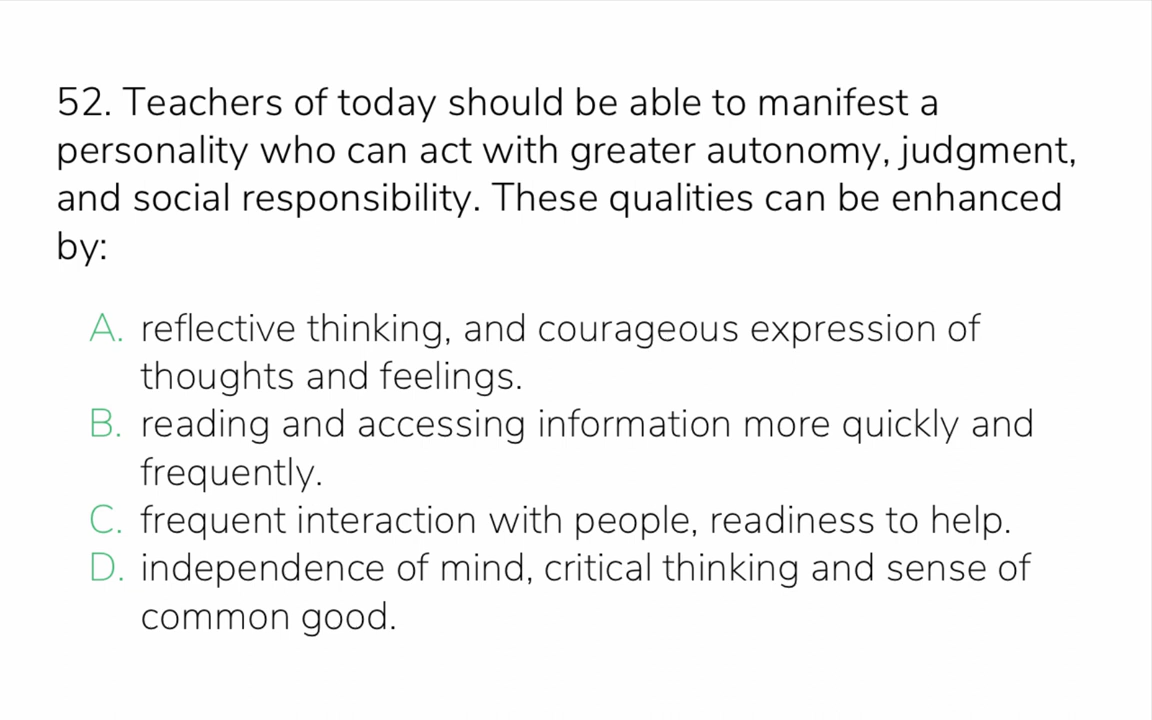 52. Teachers of today should be able to manifest a
personality who can act with greater autonomy, judgment,
and social responsibility. These qualities can be enhanced
by:
A. reflective thinking, and courageous expression of
thoughts and feelings.
B. reading and accessing information more quickly and
frequently.
C. frequent interaction with people, readiness to help.
D. independence of mind, critical thinking and sense of
common good.